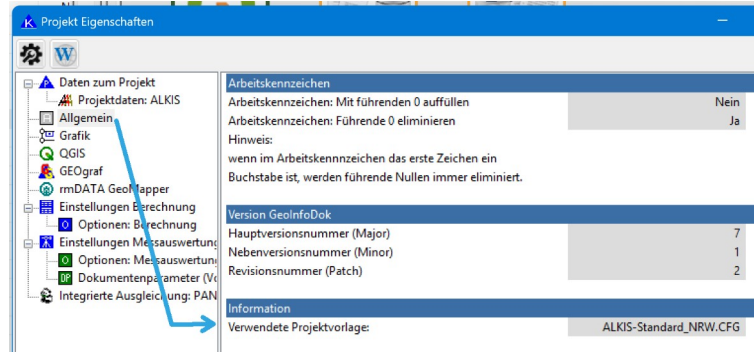 Projekt Eigenschaften
Daten zum Projekt
Projektdaten: ALKIS
Allgemein
Grafik
QGIS
GEOgraf
rmDATA GeoMapper
Einstellungen Berechnung
Optionen: Berechnung
Einstellungen Messauswertung
Optionen: Messauswertung
Dokumentenparameter (Vo
Integrierte Ausgleichung: PAN
Arbeitskennzeichen
Arbeitskennzeichen: Mit führenden 0 auffüllen Nein
Arbeitskennzeichen: Führende 0 eliminieren Ja
Hinweis:
wenn im Arbeitskennnzeichen das erste Zeichen ein
Buchstabe ist, werden führende Nullen immer eliminiert.
Version GeoInfoDok
Hauptversionsnummer (Major) 7
Nebenversionsnummer (Minor) 1
Revisionsnummer (Patch) 2
Information
Verwendete Projektvorlage: ALKIS-Standard_NRW.CFG